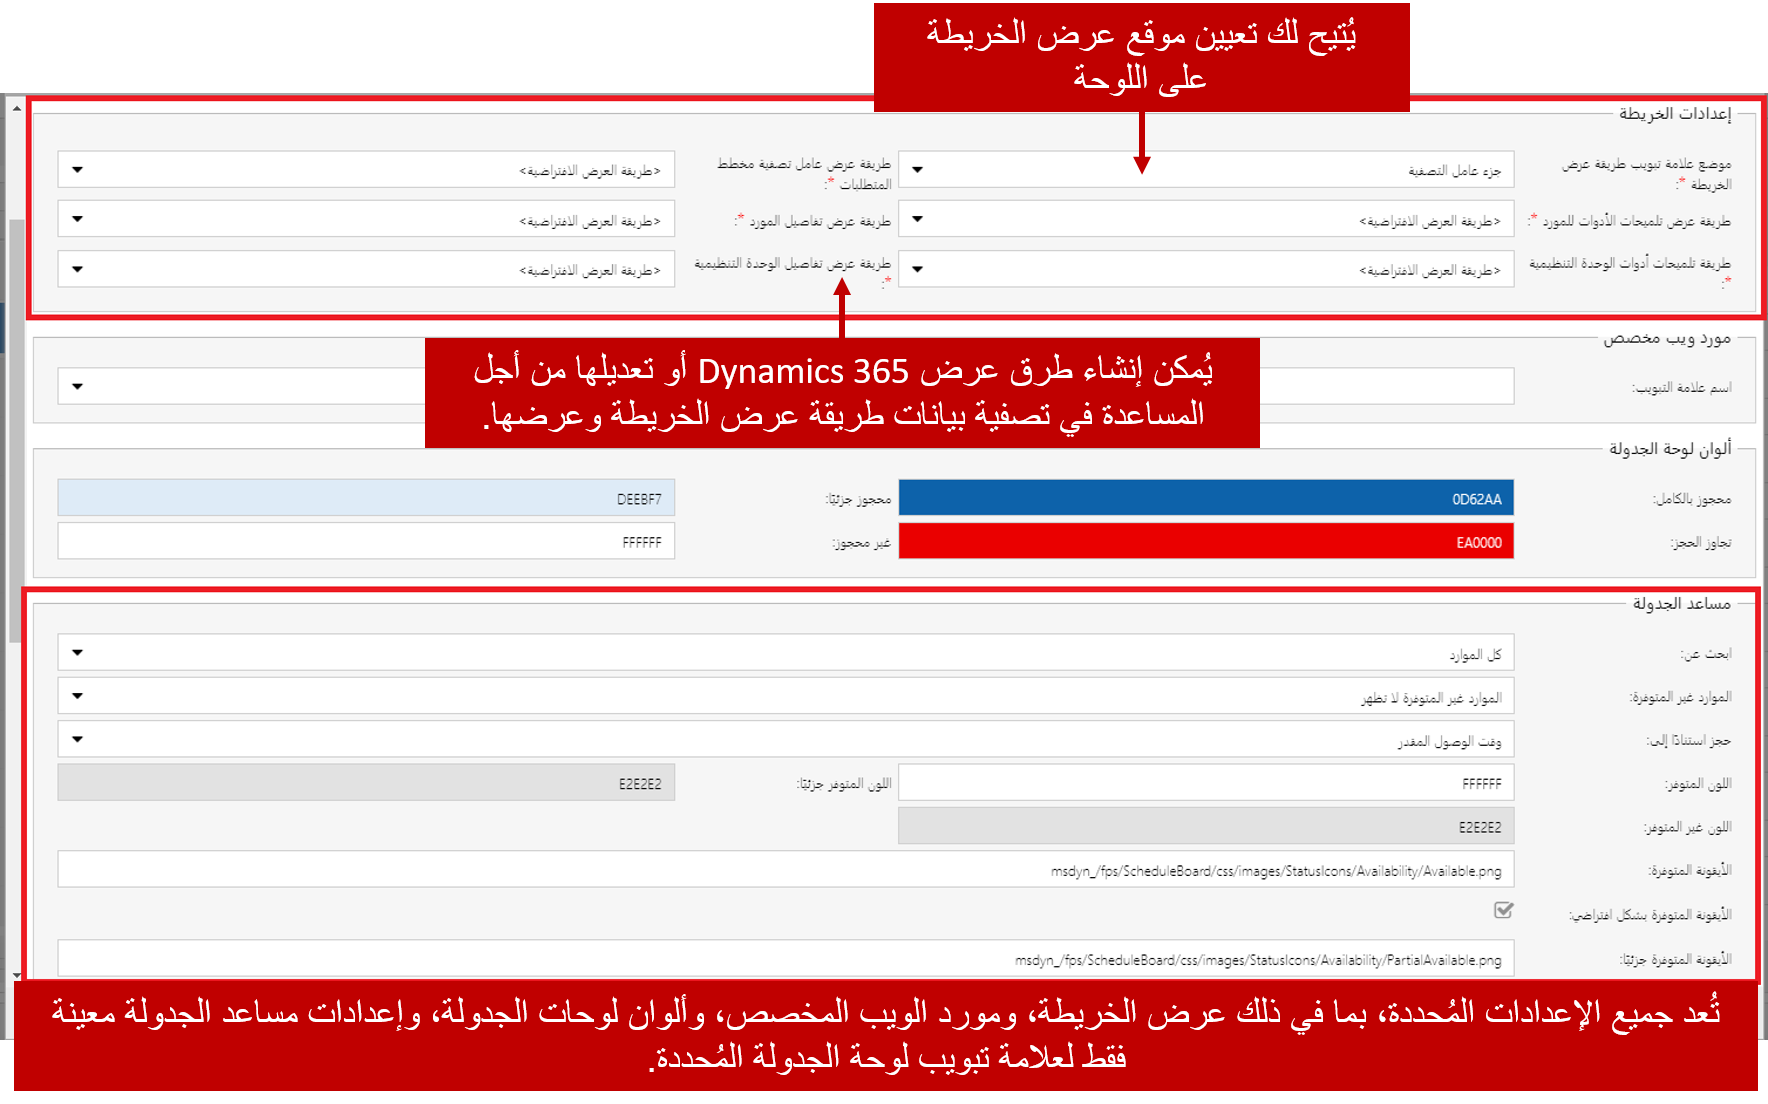 يُتيح لك تعيين موقع عرض الخريطة
على اللوحة
إعدادات الخريطة
موضع علامة تبويب طريقة عرض
الخريطة *:
جزء عامل التصفية
طريقة عرض عامل تصفية مخطط
المتطلبات *:
<طريقة العرض الافتراضية>
طريقة عرض تلميحات الأدوات للمورد *:
<طريقة العرض الافتراضية>
طريقة عرض تفاصيل المورد *:
<طريقة العرض الافتراضية>
طريقة تلميحات أدوات الوحدة التنظيمية
*:
<طريقة العرض الافتراضية>
طريقة عرض تفاصيل الوحدة التنظيمية
*:
<طريقة العرض الافتراضية>
يُمكن إنشاء طرق عرض Dynamics 365 أو تعديلها من أجل
المساعدة في تصفية بيانات طريقة عرض الخريطة وعرضها.
مورد ويب مخصص
اسم علامة التبويب:
ألوان لوحة الجدولة
محجوز بالكامل:
0D62AA
محجوز جزئيًا:
DEEBF7
تجاوز الحجز:
EA0000
غير محجوز:
FFFFFF
مساعد الجدولة
ابحث عن:
كل الموارد
الموارد غير المتوفرة:
الموارد غير المتوفرة لا تظهر
حجز استنادًا إلى:
وقت الوصول المقدر
اللون المتوفر:
FFFFFF
اللون المتوفر جزئيًا:
E2E2E2
اللون غير المتوفر:
E2E2E2
الأيقونة المتوفرة:
msdyn_/fps/ScheduleBoard/css/images/StatusIcons/Availability/Available.png
الأيقونة المتوفرة بشكل افتراضي:
الأيقونة المتوفرة جزئيًا:
msdyn_/fps/ScheduleBoard/css/images/StatusIcons/Availability/PartialAvailable.png
تُعد جميع الإعدادات المُحددة، بما في ذلك عرض الخريطة، ومورد الويب المخصص، وألوان لوحات الجدولة، وإعدادات مساعد الجدولة معينة
فقط لعلامة تبويب لوحة الجدولة المُحددة.